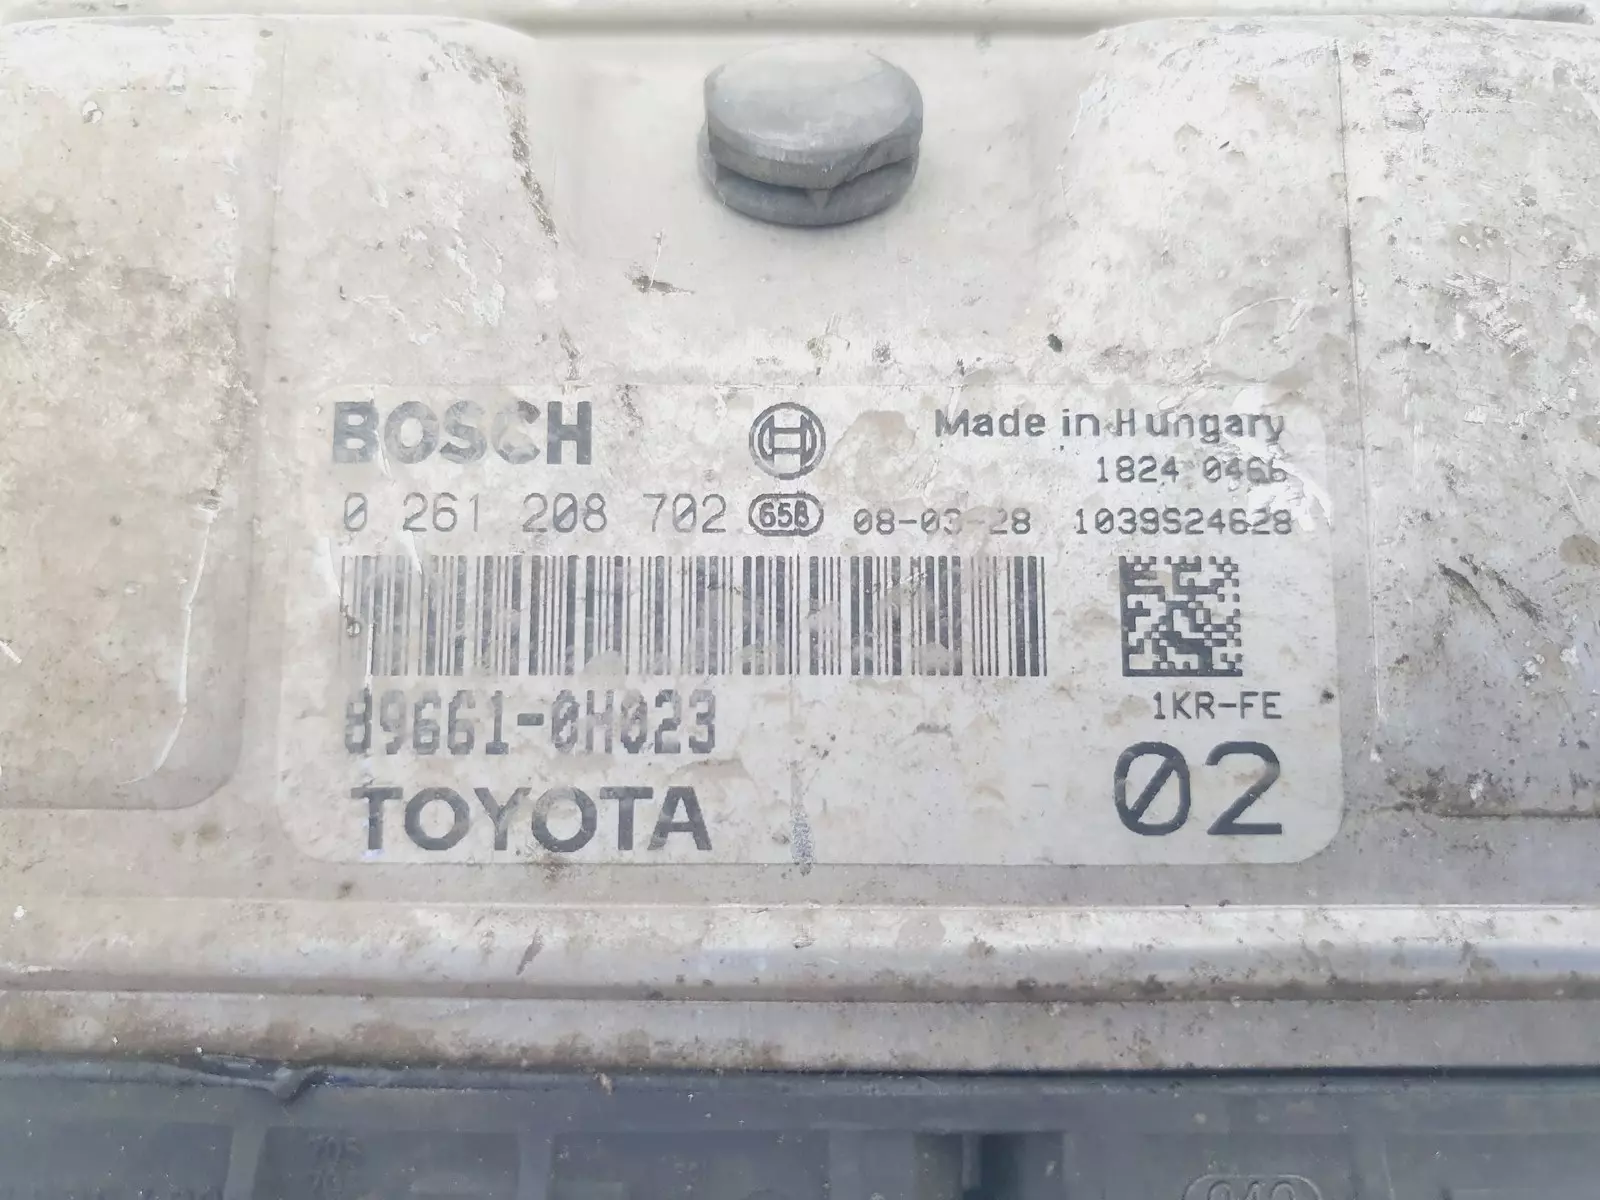 BOSCH
Made in Hungary
1824 0466
0 261 208 702 658 08-03-28 1039S24628
89661-0H023
1KR-FE
TOYOTA
02